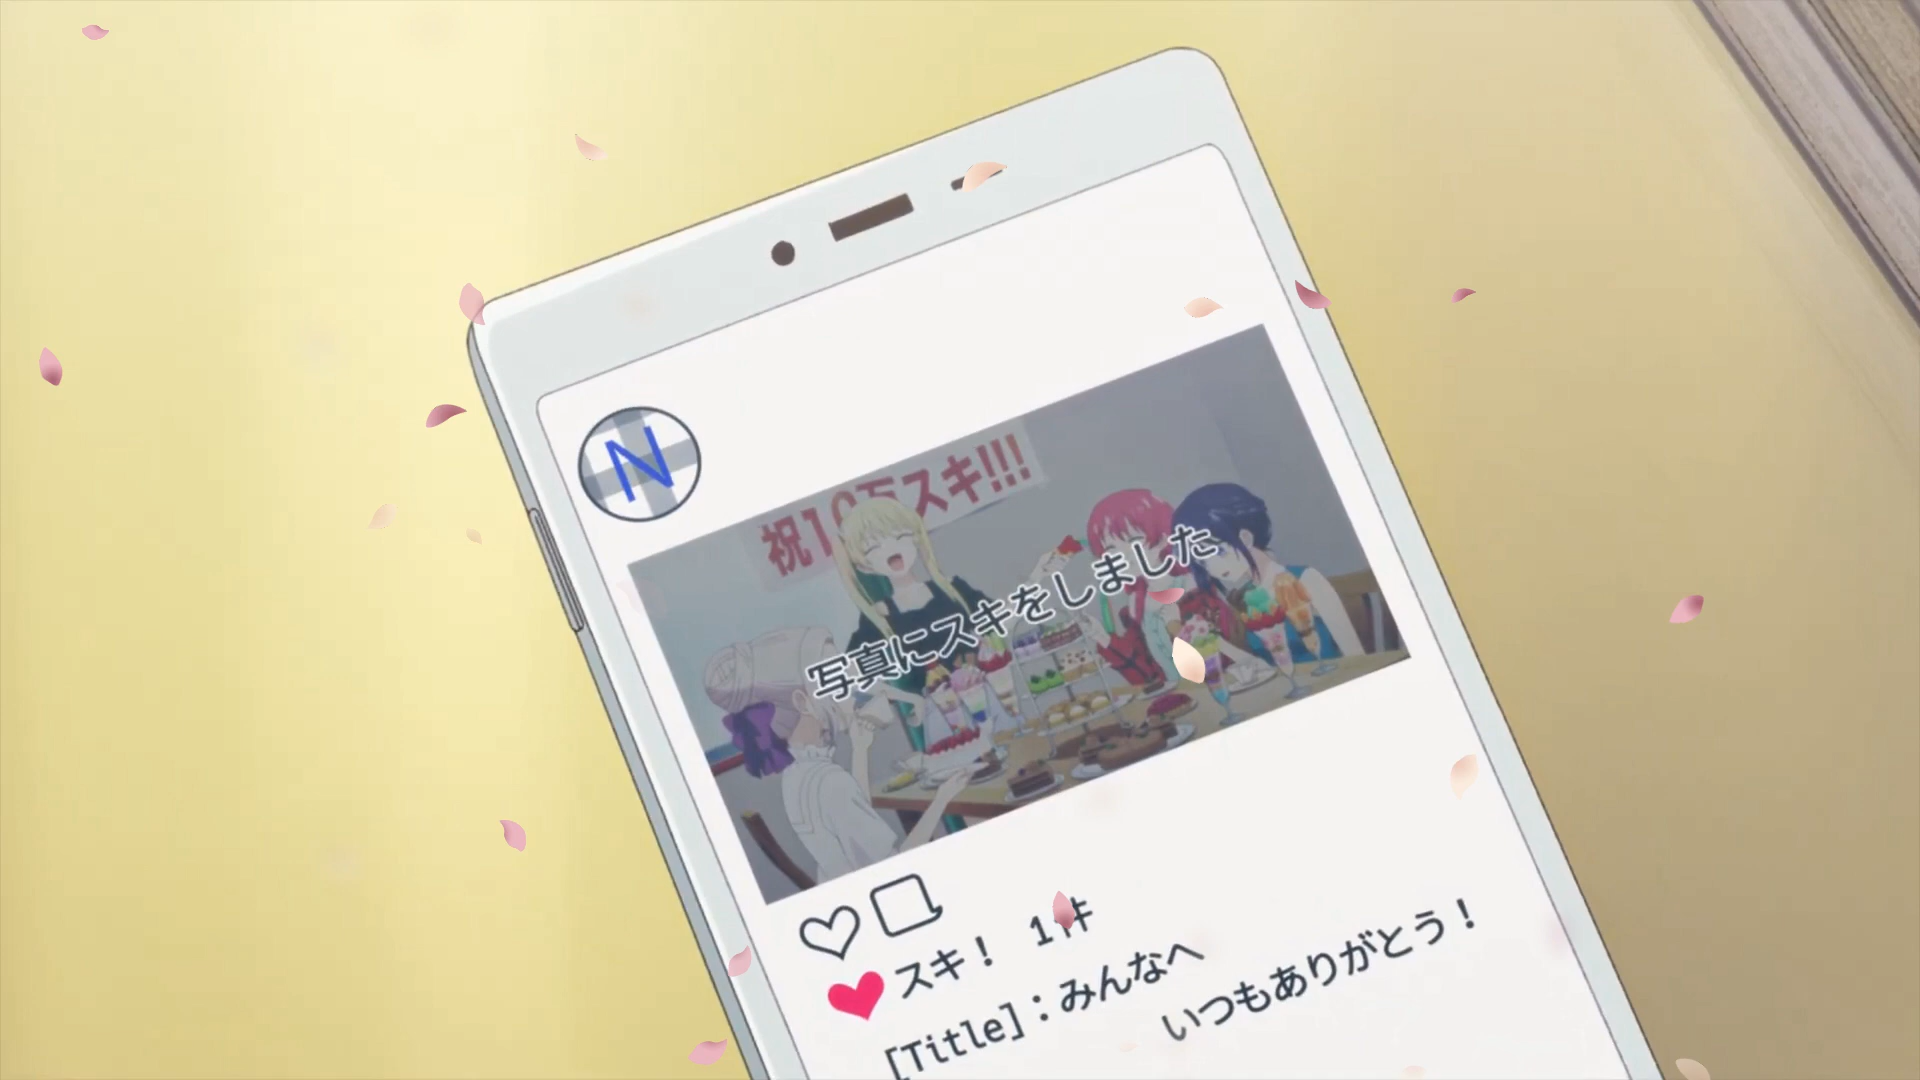 N
祝10万スキ!!!
写真にスキをしました
スキ！ 1件
[Title]：みんなへ
いつもありがとう！